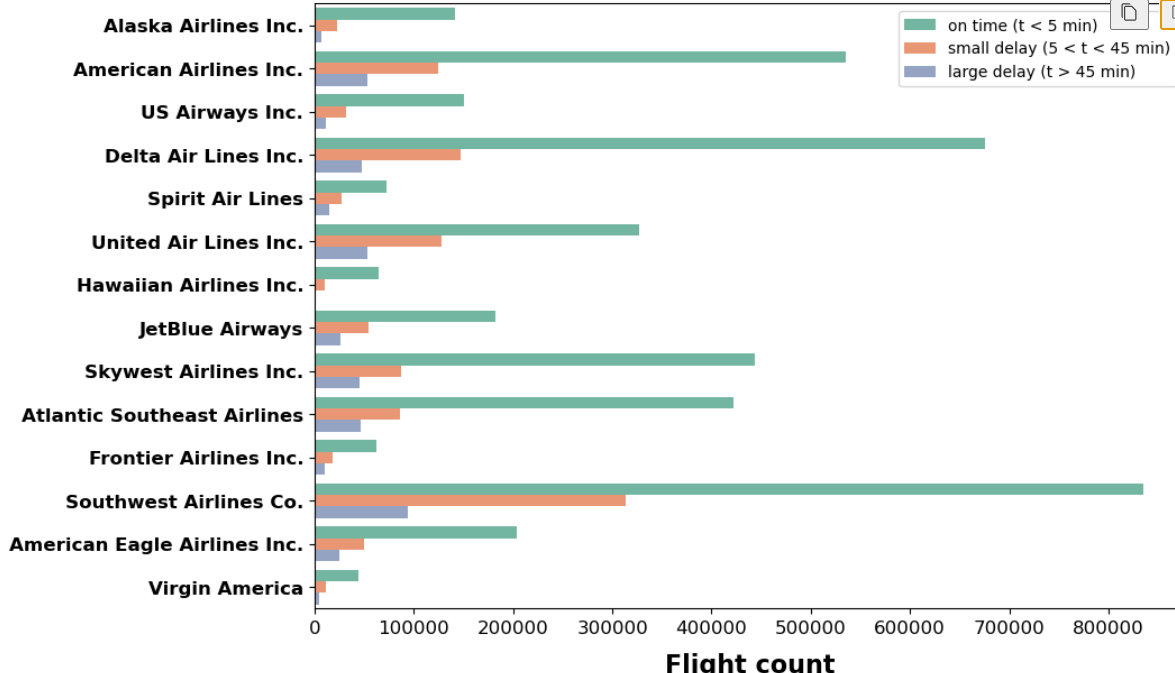 Alaska Airlines Inc.
American Airlines Inc.
US Airways Inc.
Delta Air Lines Inc.
Spirit Air Lines
United Air Lines Inc.
Hawaiian Airlines Inc.
JetBlue Airways
Skywest Airlines Inc.
Atlantic Southeast Airlines
Frontier Airlines Inc.
Southwest Airlines Co.
American Eagle Airlines Inc.
Virgin America
on time (t < 5 min)
small delay (5 < t < 45 min)
large delay (t > 45 min)
0 100000 200000 300000 400000 500000 600000 700000 800000
Flight count